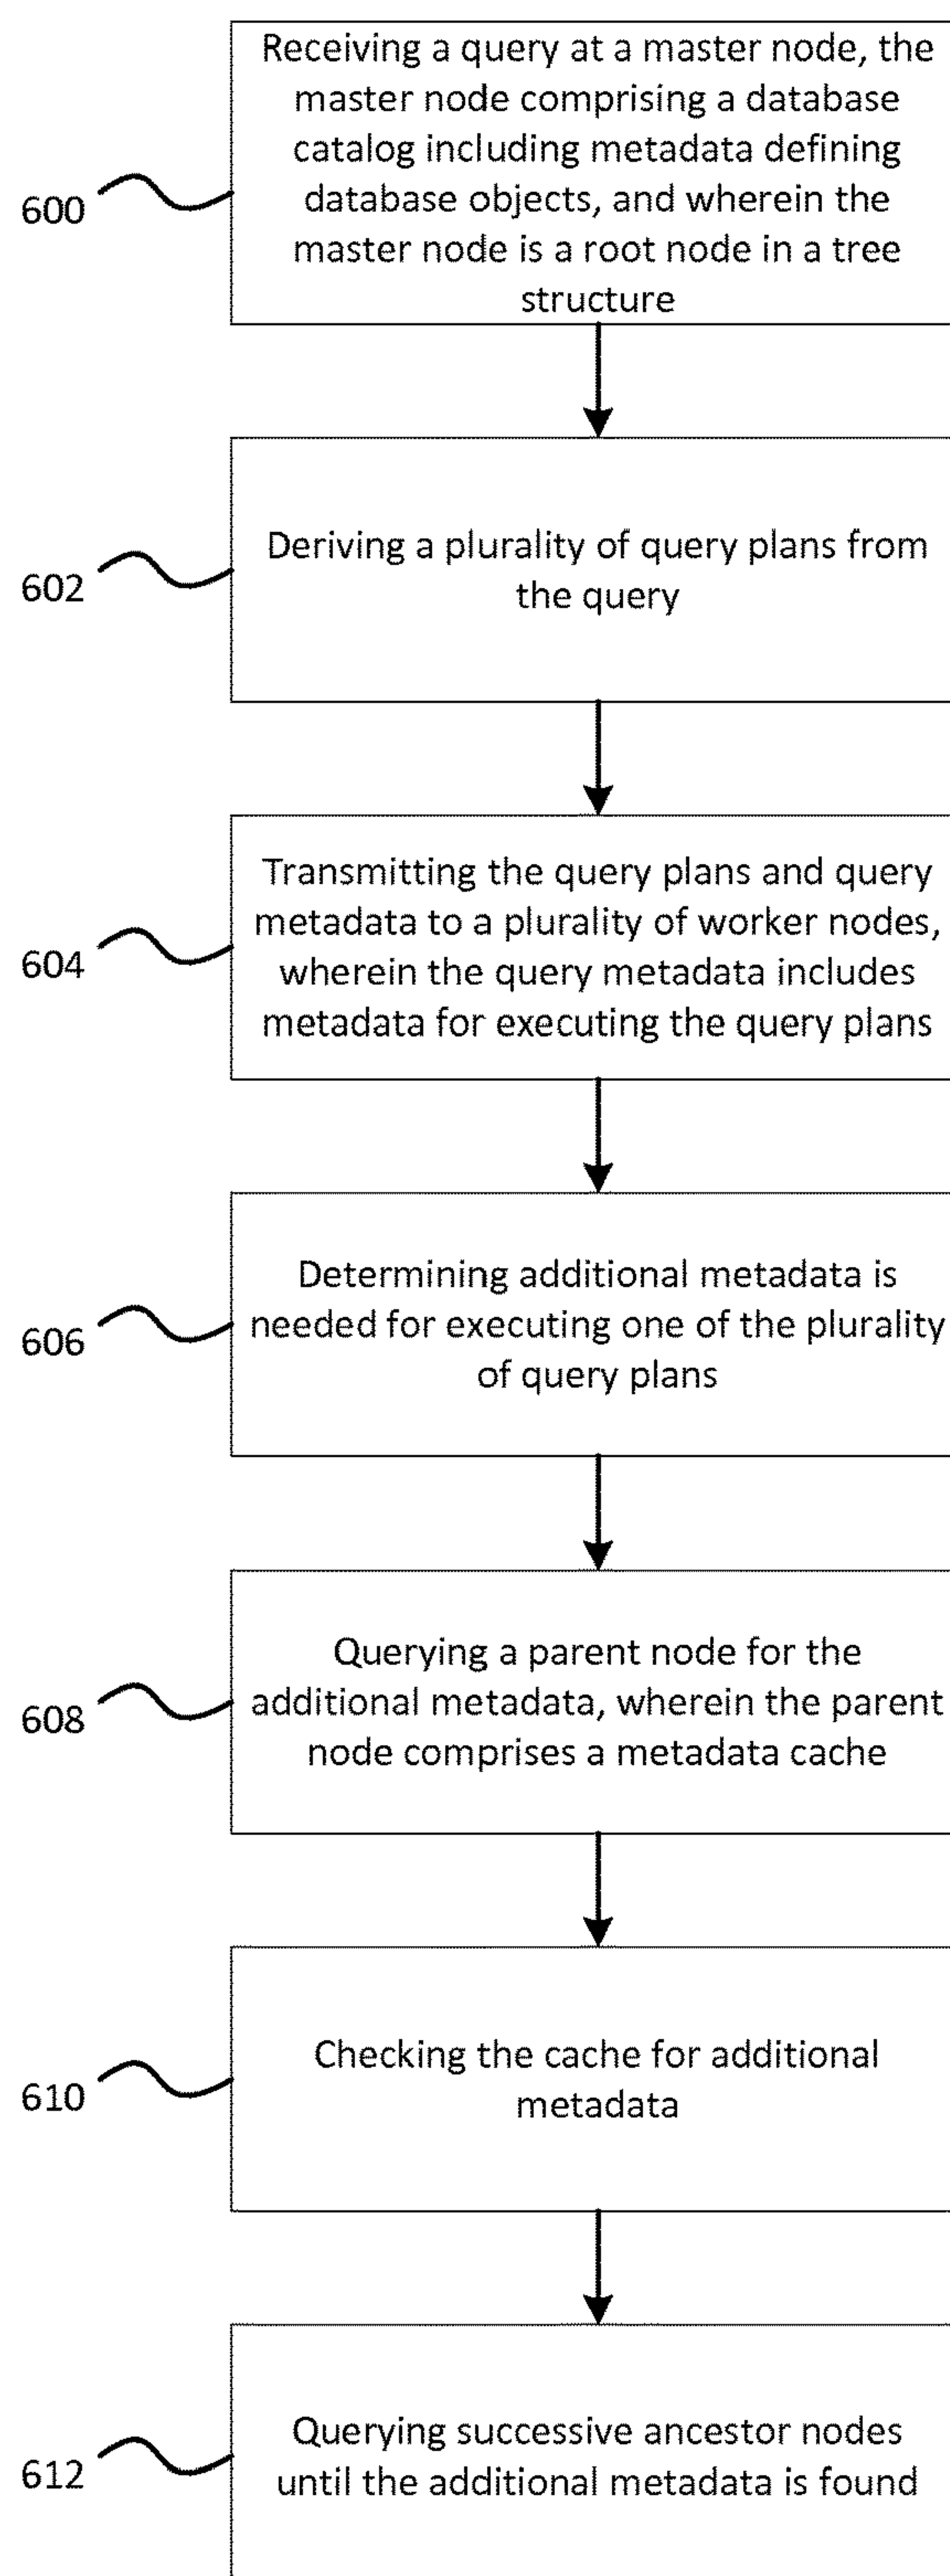 Receiving a query at a master node, the
master node comprising a database
catalog including metadata defining
database objects, and wherein the
master node is a root node in a tree
structure
600
Deriving a plurality of query plans from
the query
602
Transmitting the query plans and query
metadata to a plurality of worker nodes,
wherein the query metadata includes
metadata for executing the query plans
604
Determining additional metadata is
needed for executing one of the plurality
of query plans
606
Querying a parent node for the
additional metadata, wherein the parent
node comprises a metadata cache
608
Checking the cache for additional
metadata
610
Querying successive ancestor nodes
until the additional metadata is found
612